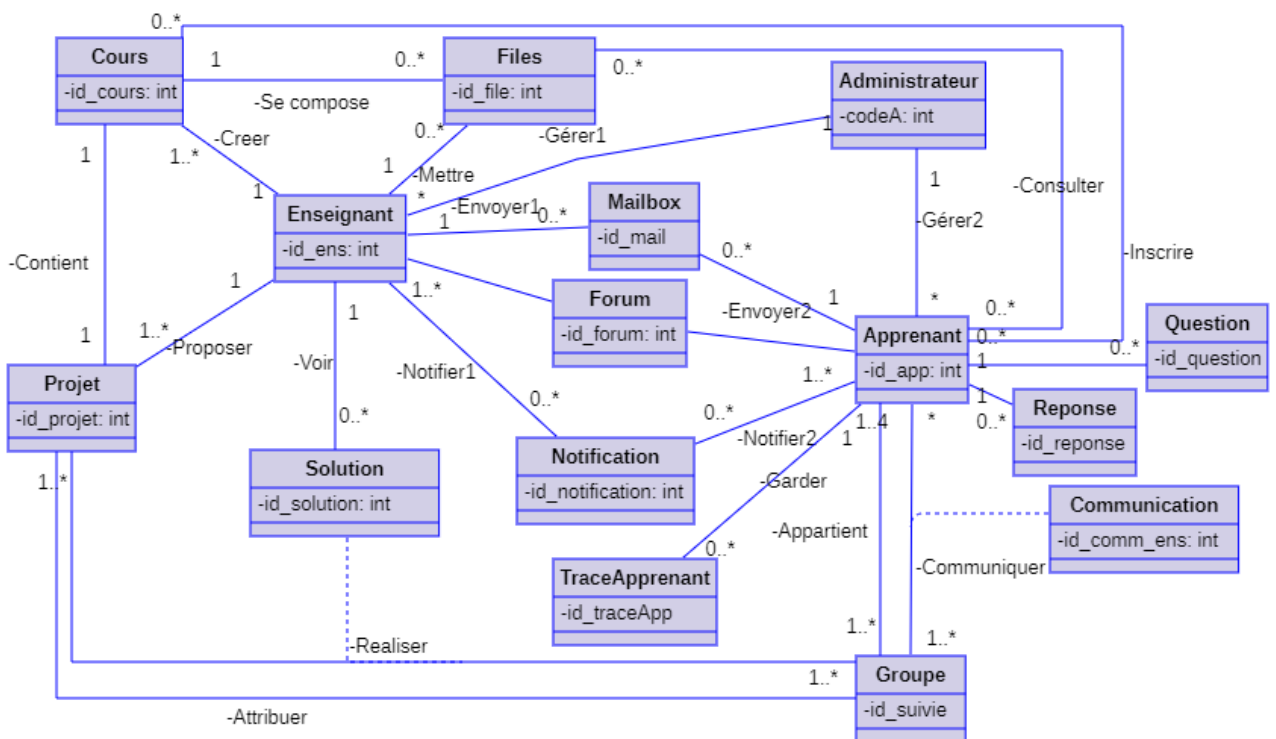 0..*
Cours
-id_cours: int
1
0..*
-Se compose
Files
-id_file: int
0..*
Administrateur
-codeA: int
-Creer
1..*
1
0..*
1
-Mettre
-Gérer1
1
*
1
-Gérer2
*
-Consulter
-Inscrire
Enseignant
-id_ens: int
-Envoyer1
1
0..*
Mailbox
-id_mail
0..*
1
-Envoyer2
1
-Contient
1
Forum
-id_forum: int
1..*
1
1
1..*
-Proposer
-Voir
0..*
-Notifier1
0..*
Apprenant
-id_app: int
0..*
0..*
1
0..*
Question
-id_question
1
0..*
Reponse
-id_reponse
Projet
-id_projet: int
1..*
Solution
-id_solution: int
Notification
-id_notification: int
1..*
0..*
-Notifier2
1
-Garder
0..*
1..4
*
-Appartient
Communication
-id_comm_ens: int
-Communiquer
TraceApprenant
-id_traceApp
1..*
1..*
-Realiser
1..*
Groupe
-id_suivie
-Attribuer